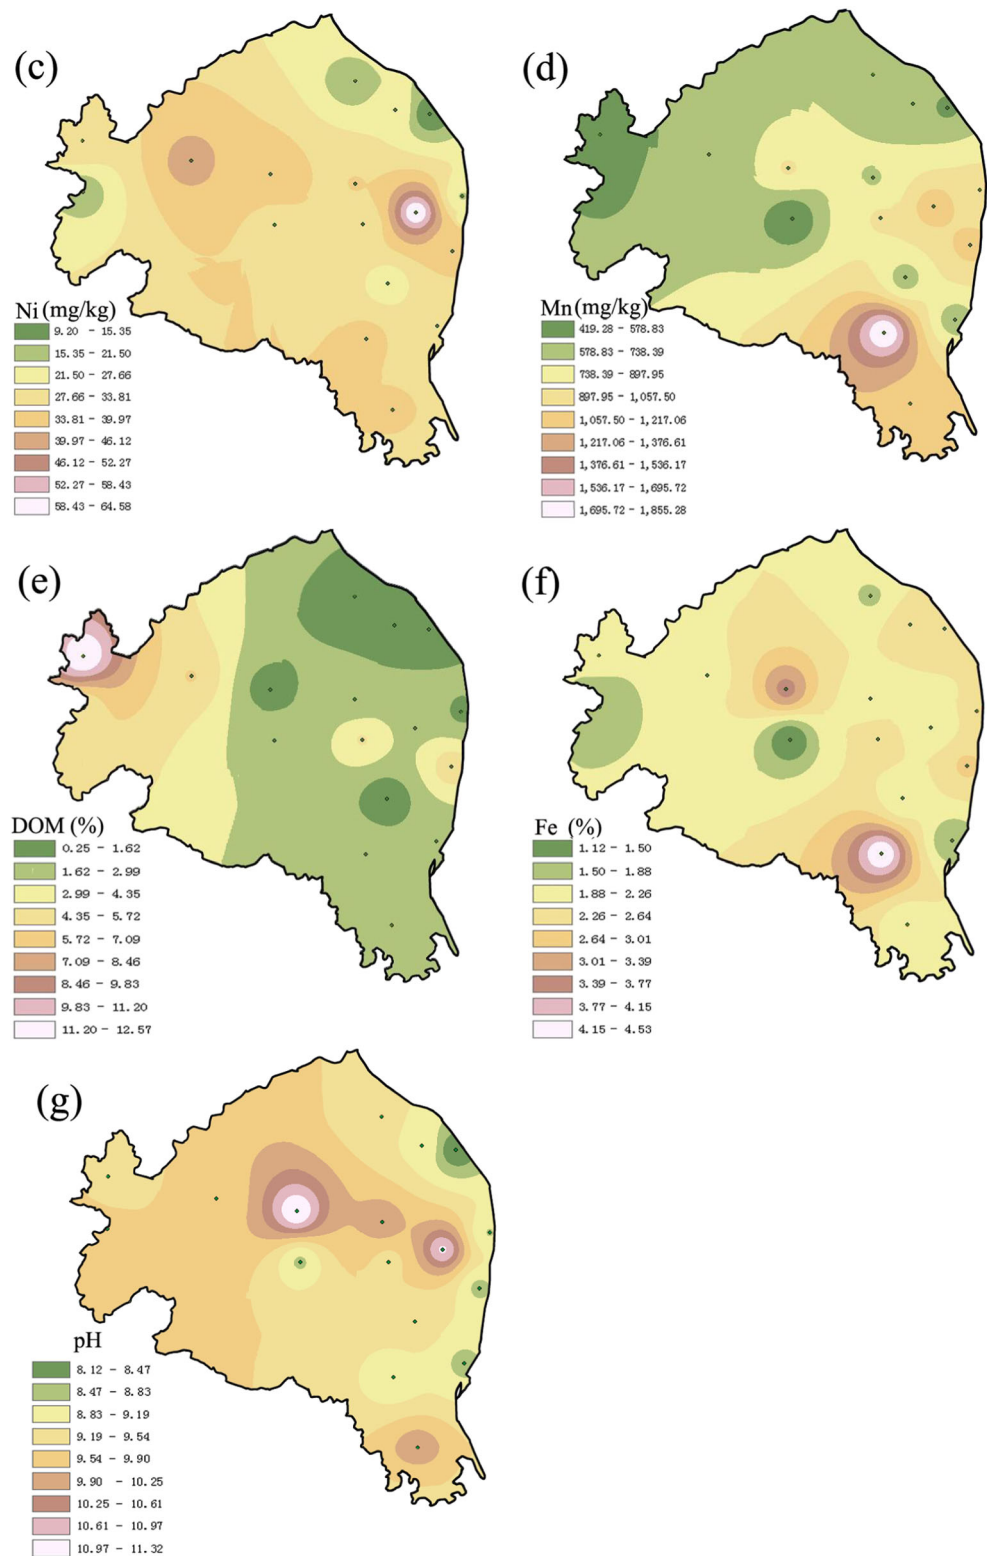 (c)
Ni (mg/kg)
9.20 - 15.35
15.35 - 21.50
21.50 - 27.66
27.66 - 33.81
33.81 - 39.97
39.97 - 46.12
46.12 - 52.27
52.27 - 58.43
58.43 - 64.58
(d)
Mn (mg/kg)
419.28 - 578.83
578.83 - 738.39
738.39 - 897.95
897.95 - 1,057.50
1,057.50 - 1,217.06
1,217.06 - 1,376.61
1,376.61 - 1,536.17
1,536.17 - 1,695.72
1,695.72 - 1,855.28
(e)
DOM (%)
0.25 - 1.62
1.62 - 2.99
2.99 - 4.35
4.35 - 5.72
5.72 - 7.09
7.09 - 8.46
8.46 - 9.83
9.83 - 11.20
11.20 - 12.57
(f)
Fe (%)
1.12 - 1.50
1.50 - 1.88
1.88 - 2.26
2.26 - 2.64
2.64 - 3.01
3.01 - 3.39
3.39 - 3.77
3.77 - 4.15
4.15 - 4.53
(g)
pH
8.12 - 8.47
8.47 - 8.83
8.83 - 9.19
9.19 - 9.54
9.54 - 9.90
9.90 - 10.25
10.25 - 10.61
10.61 - 10.97
10.97 - 11.32